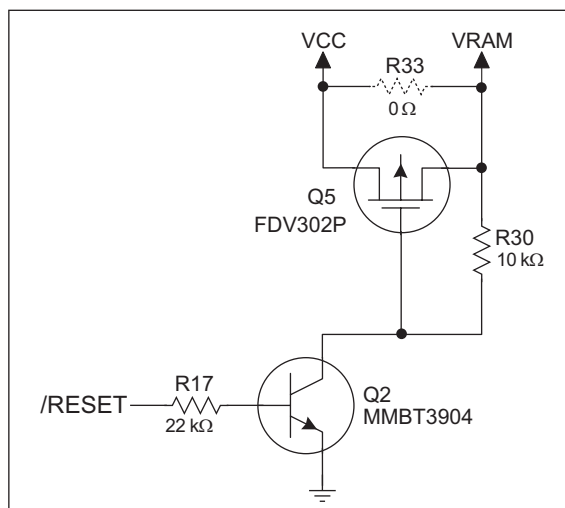 VCC
VRAM
R33
0 Ω
Q5
FDV302P
R30
10 kΩ
R17
/RESET
22 kΩ
Q2
MMBT3904